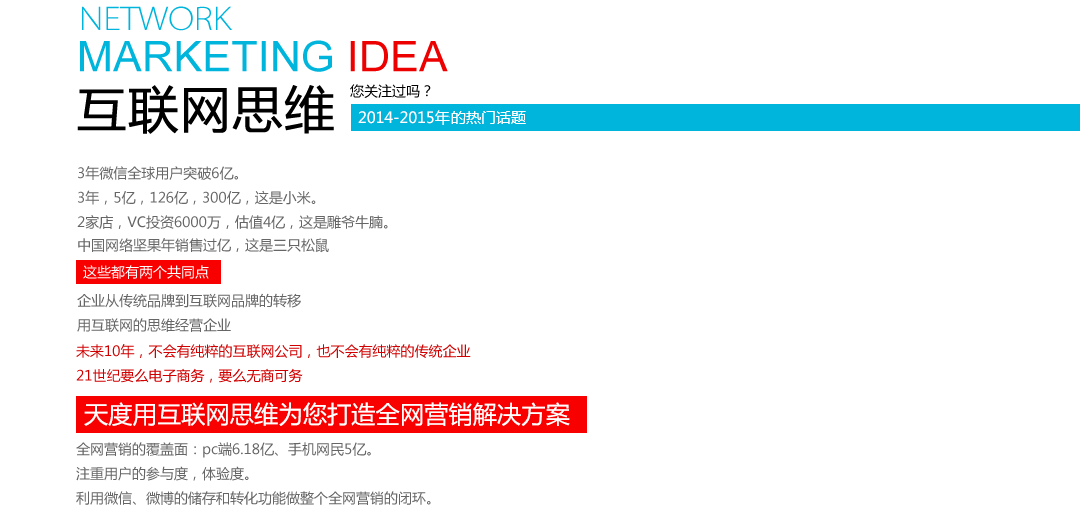 NETWORK
MARKETING IDEA
互联网思维
您关注过吗？
2014-2015年的热门话题
3年微信全球用户突破6亿。
3年，5亿，126亿，300亿，这是小米。
2家店，VC投资6000万，估值4亿，这是雕爷牛腩。
中国网络坚果年销售过亿，这是三只松鼠
这些都有两个共同点
企业从传统品牌到互联网品牌的转移
用互联网的思维经营企业
未来10年，不会有纯粹的互联网公司，也不会有纯粹的传统企业
21世纪要么电子商务，要么无商可务
天度用互联网思维为您打造全网营销解决方案
全网营销的覆盖面：pc端6.18亿、手机网民5亿。
注重用户的参与度，体验度。
利用微信、微博的储存和转化功能做整个全网营销的闭环。